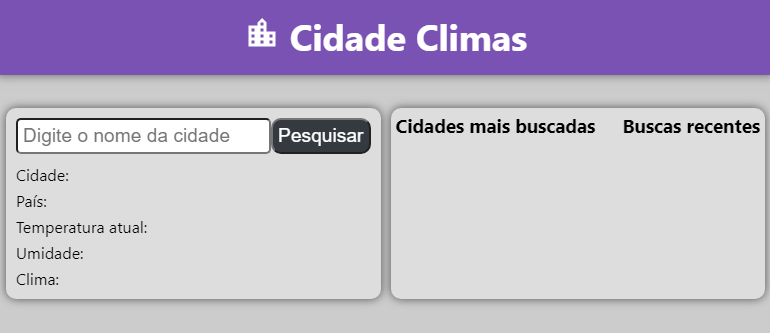 Cidade Climas
Digite o nome da cidade
Pesquisar
Cidade:
País:
Temperatura atual:
Umidade:
Clima:
Cidades mais buscadas
Buscas recentes